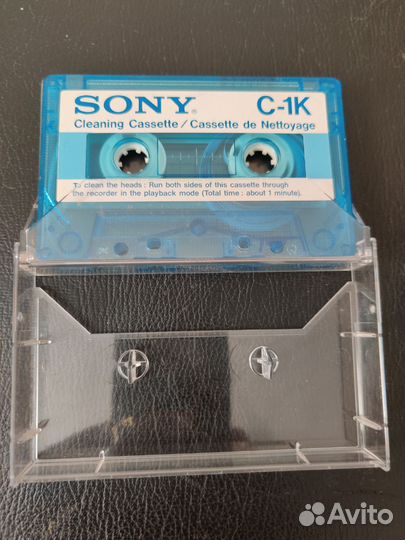 SONY® C-1K
Cleaning Cassette/Cassette de Nettoyage
To clean the heads : Run both sides of this cassette through
the recorder in the playback mode (Total time : about 1 minute).
Avito